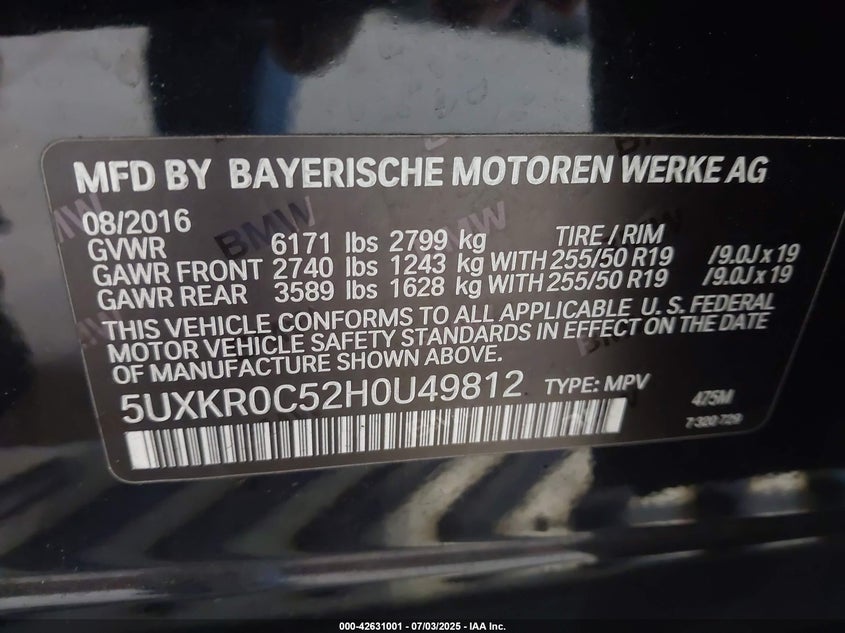 MFD BY BAYERISCHE MOTOREN WERKE AG
08/2016
GVWR 6171 lbs 2799 kg TIRE / RIM
GAWR FRONT 2740 lbs 1243 kg WITH 255/50 R19 /9.0J x 19
GAWR REAR 3589 lbs 1628 kg WITH 255/50 R19 /9.0J x 19
THIS VEHICLE CONFORMS TO ALL APPLICABLE U. S. FEDERAL
MOTOR VEHICLE SAFETY STANDARDS IN EFFECT ON THE DATE
OF MANUFACTURE SHOWN ABOVE.
5UXKR0C52H0U49812 TYPE: MPV 475M
7 320 729
BMW
BMW
BMW
000-42631001 - 07/03/2025 - IAA Inc.